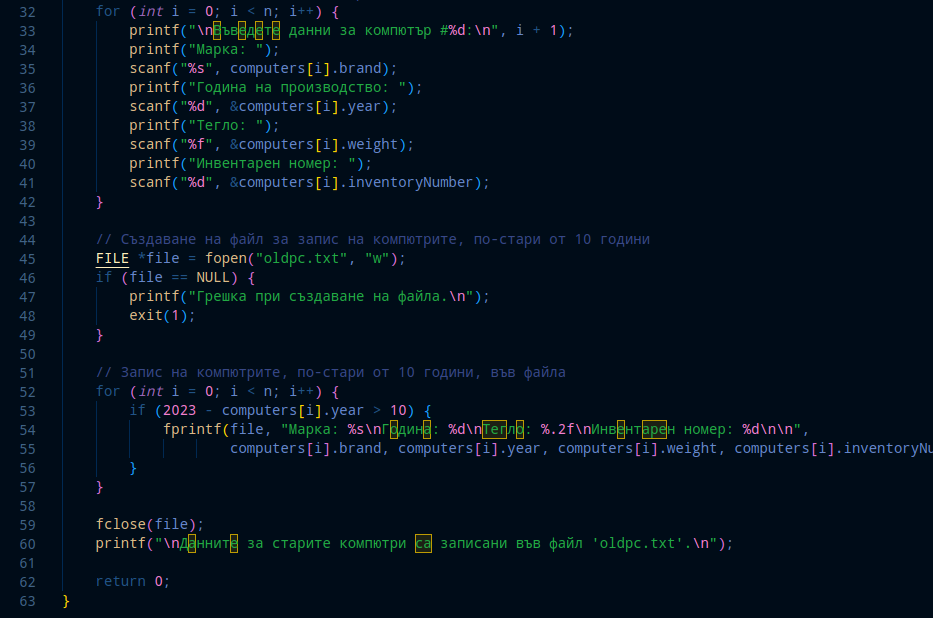 32 for (int i = 0; i < n; i++) {
33 printf("\nВъведете данни за компютър #%d:\n", i + 1);
34 printf("Марка: ");
35 scanf("%s", computers[i].brand);
36 printf("Година на производство: ");
37 scanf("%d", &computers[i].year);
38 printf("Тегло: ");
39 scanf("%f", &computers[i].weight);
40 printf("Инвентарен номер: ");
41 scanf("%d", &computers[i].inventoryNumber);
42 }
43
44 // Създаване на файл за запис на компютрите, по-стари от 10 години
45 FILE *file = fopen("oldpc.txt", "w");
46 if (file == NULL) {
47 printf("Грешка при създаване на файла.\n");
48 exit(1);
49 }
50
51 // Запис на компютрите, по-стари от 10 години, във файла
52 for (int i = 0; i < n; i++) {
53 if (2023 - computers[i].year > 10) {
54 fprintf(file, "Марка: %s\nГодина: %d\nТегло: %.2f\nИнвентарен номер: %d\n\n",
55 computers[i].brand, computers[i].year, computers[i].weight, computers[i].inventoryNu
56 }
57 }
58
59 fclose(file);
60 printf("\nДанните за старите компютри са записани във файл 'oldpc.txt'.\n");
61
62 return 0;
63 }